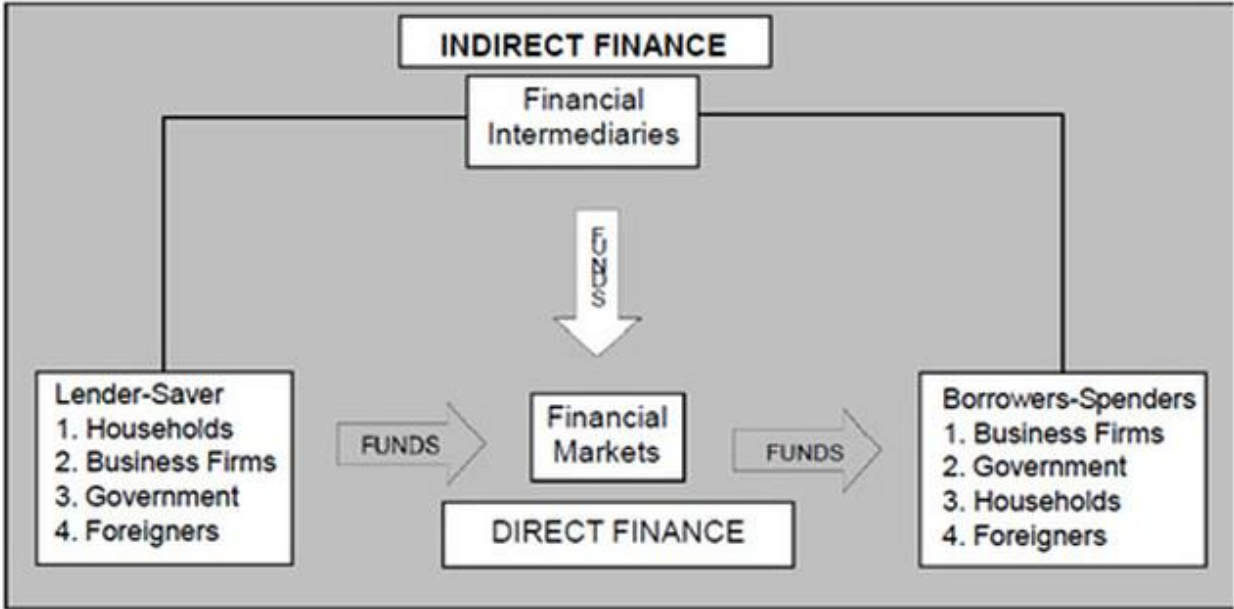 INDIRECT FINANCE
Financial
Intermediaries
FUNDS
Lender-Saver
1. Households
2. Business Firms
3. Government
4. Foreigners
FUNDS
Financial
Markets
FUNDS
Borrowers-Spenders
1. Business Firms
2. Government
3. Households
4. Foreigners
DIRECT FINANCE